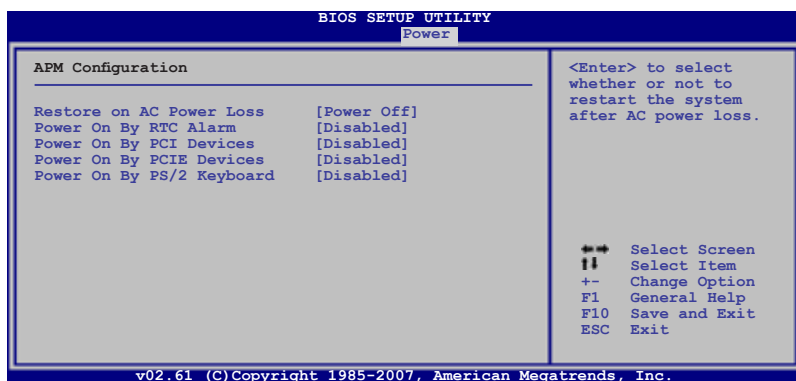 BIOS SETUP UTILITY
Power
APM Configuration
Restore on AC Power Loss [Power Off]
Power On By RTC Alarm [Disabled]
Power On By PCI Devices [Disabled]
Power On By PCIE Devices [Disabled]
Power On By PS/2 Keyboard [Disabled]
<Enter> to select
whether or not to
restart the system
after AC power loss.
←→ Select Screen
↑↓ Select Item
+- Change Option
F1 General Help
F10 Save and Exit
ESC Exit
v02.61 (C)Copyright 1985-2007, American Megatrends, Inc.